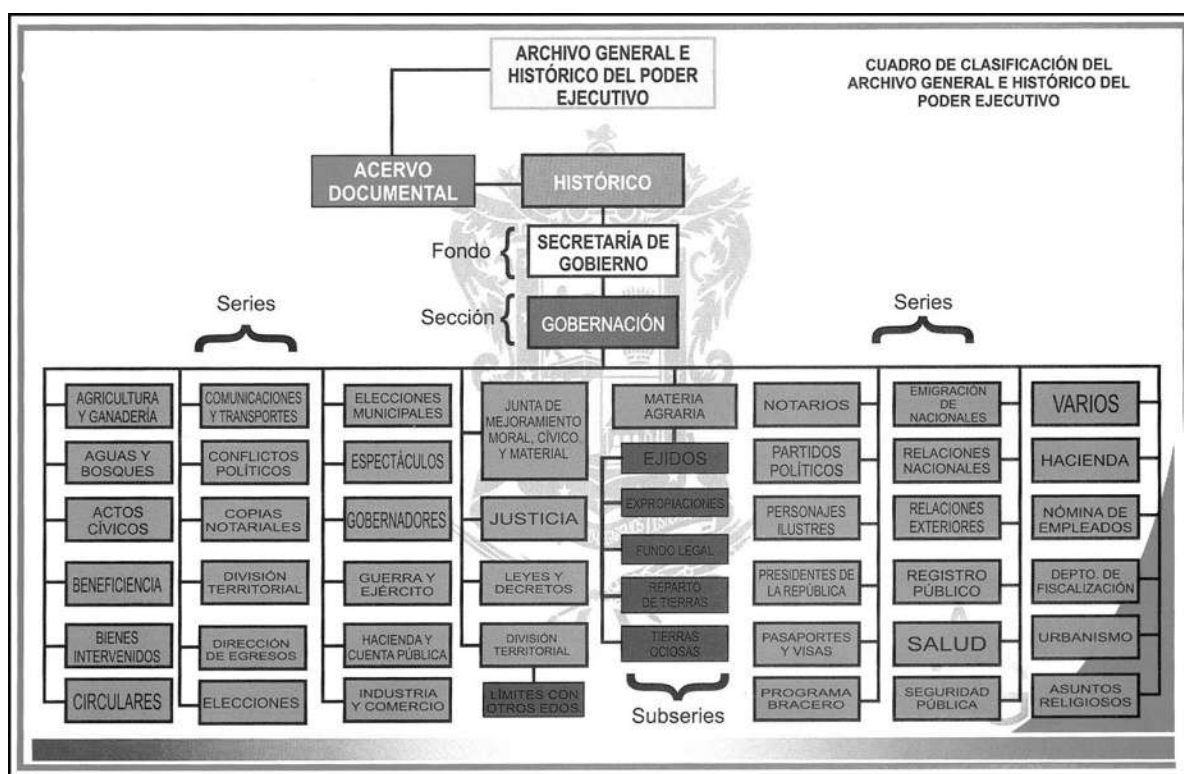 ARCHIVO GENERAL E
HISTÓRICO DEL PODER
EJECUTIVO
CUADRO DE CLASIFICACIÓN DEL
ARCHIVO GENERAL E HISTÓRICO DEL
PODER EJECUTIVO
ACERVO
DOCUMENTAL
HISTÓRICO
Fondo
SECRETARÍA DE
GOBIERNO
Sección
GOBERNACIÓN
Series
Series
AGRICULTURA
Y GANADERÍA
AGUAS Y
BOSQUES
ACTOS
CÍVICOS
BENEFICIENCIA
BIENES
INTERVENIDOS
CIRCULARES
COMUNICACIONES
Y TRANSPORTES
CONFLICTOS
POLÍTICOS
COPIAS
NOTARIALES
DIVISIÓN
TERRITORIAL
DIRECCIÓN
DE EGRESOS
ELECCIONES
ELECCIONES
MUNICIPALES
ESPECTÁCULOS
GOBERNADORES
GUERRA Y
EJÉRCITO
HACIENDA Y
CUENTA PÚBLICA
INDUSTRIA
Y COMERCIO
JUNTA DE
MEJORAMIENTO
MORAL, CÍVICO,
Y MATERIAL
JUSTICIA
LEYES Y
DECRETOS
DIVISIÓN
TERRITORIAL
LÍMITES CON
OTROS EDOS.
MATERIA
AGRARIA
EJIDOS
EXPROPIACIONES
FUNDO LEGAL
REPARTO
DE TIERRAS
TIERRAS
OCIOSAS
Subseries
NOTARIOS
PARTIDOS
POLÍTICOS
PERSONAJES
ILUSTRES
PRESIDENTES DE
LA REPÚBLICA
PASAPORTES
Y VISAS
PROGRAMA
BRACERO
EMIGRACIÓN
DE
NACIONALES
RELACIONES
NACIONALES
RELACIONES
EXTERIORES
REGISTRO
PÚBLICO
SALUD
SEGURIDAD
PÚBLICA
VARIOS
HACIENDA
NÓMINA DE
EMPLEADOS
DEPTO. DE
FISCALIZACIÓN
URBANISMO
ASUNTOS
RELIGIOSOS